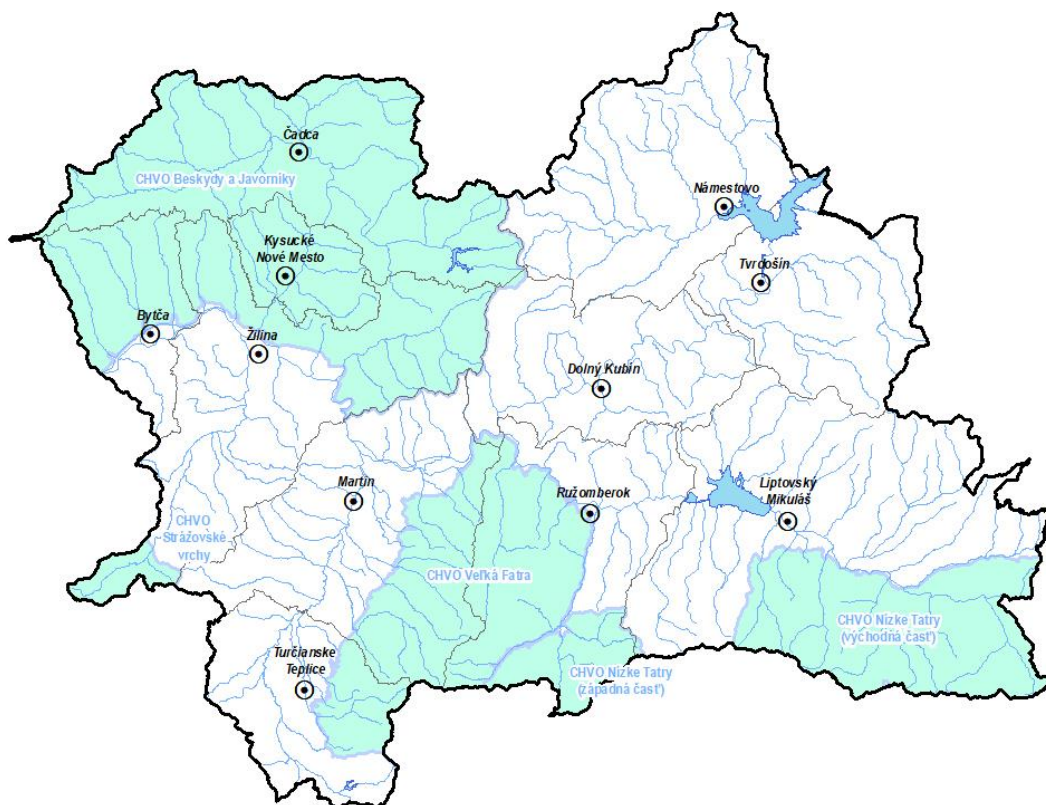 Čadca
CHVO Beskydy a Javorníky
Námestovo
Kysucké
Nové Mesto
Tvrdošín
Bytča
Žilina
Dolný Kubín
Martin
Ružomberok
Liptovský
Mikuláš
CHVO
Strážovské
vrchy
CHVO Veľká Fatra
CHVO Nízke Tatry
(východná časť)
Turčianske
Teplice
CHVO Nízke Tatry
(západná časť)